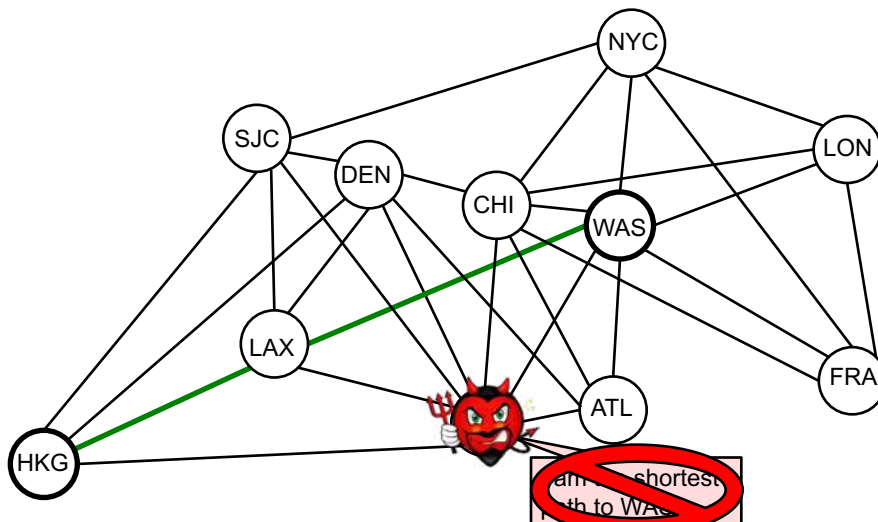 NYC
SJC
LON
DEN
CHI
WAS
LAX
FRA
ATL
HKG
shortest
to